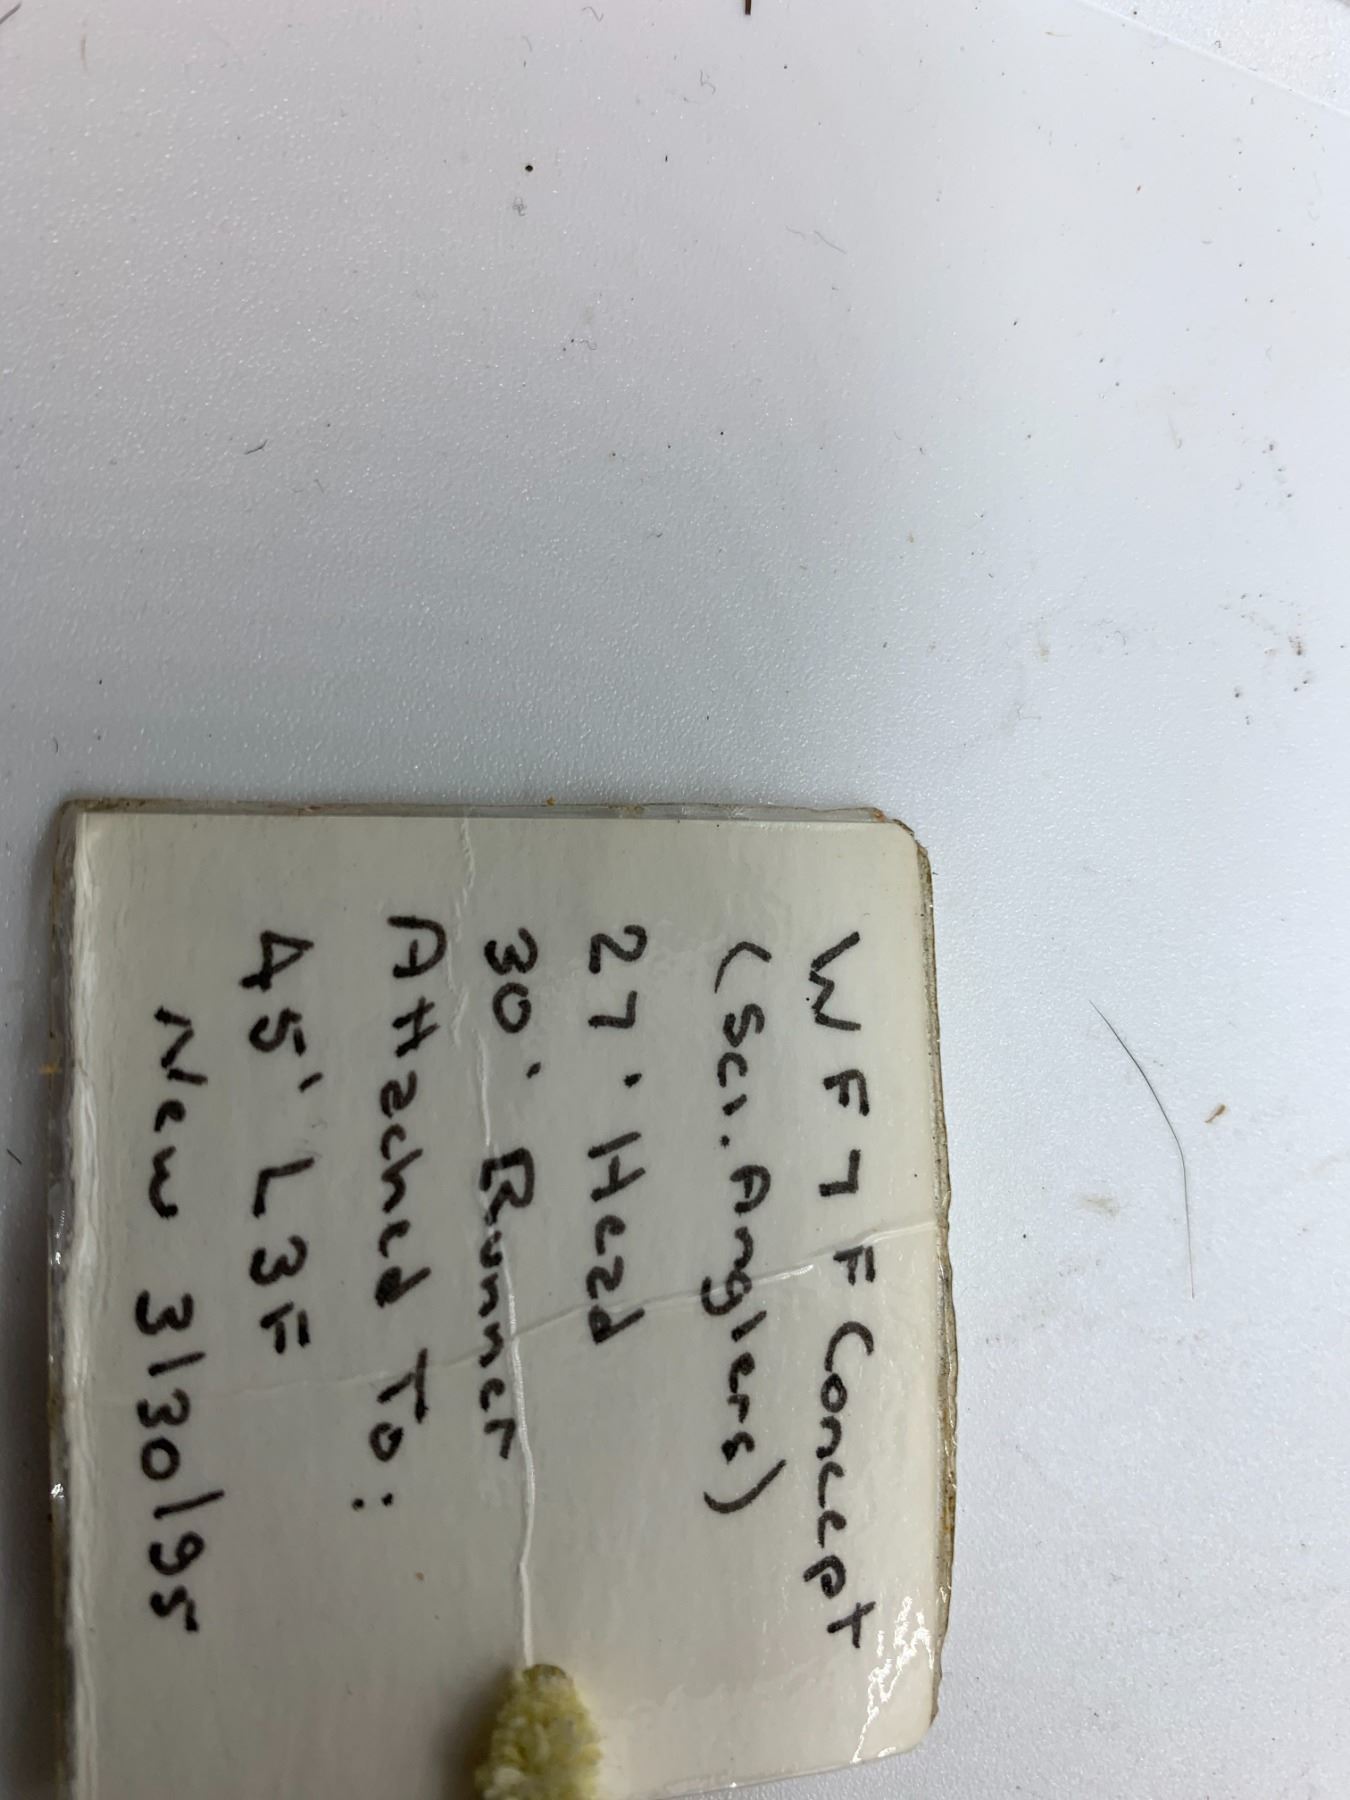 WF7F Concept
(Sci. Anglers)
27' Head
30' Runner
Attached To:
45' L3F
New 3/30/95